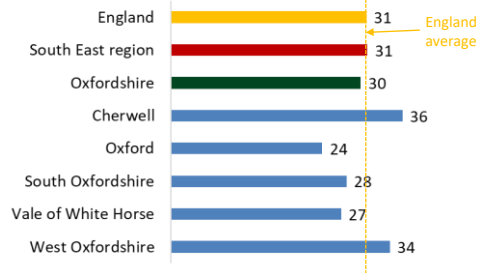 England 31
England
average
South East region 31
Oxfordshire 30
Cherwell 36
Oxford 24
South Oxfordshire 28
Vale of White Horse 27
West Oxfordshire 34